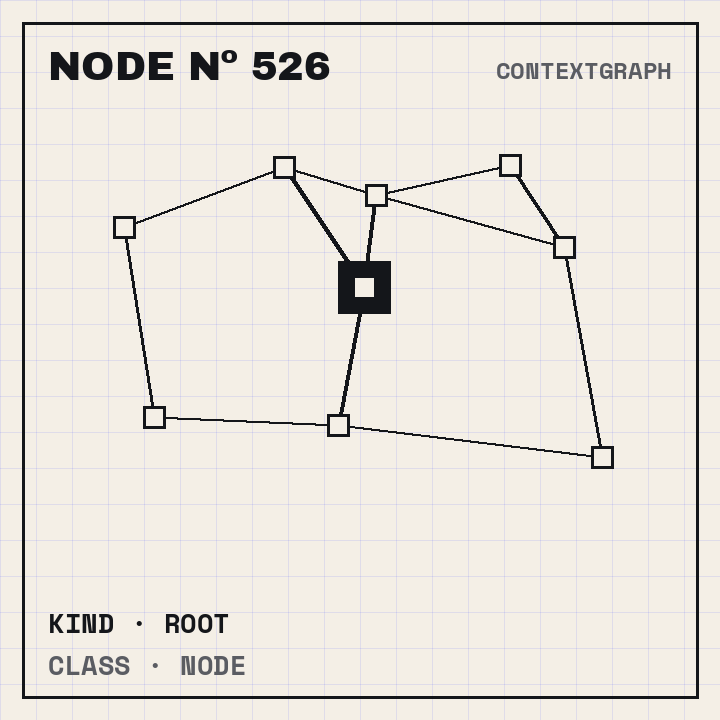 NODE Nº 526
CONTEXTGRAPH
KIND · ROOT
CLASS · NODE